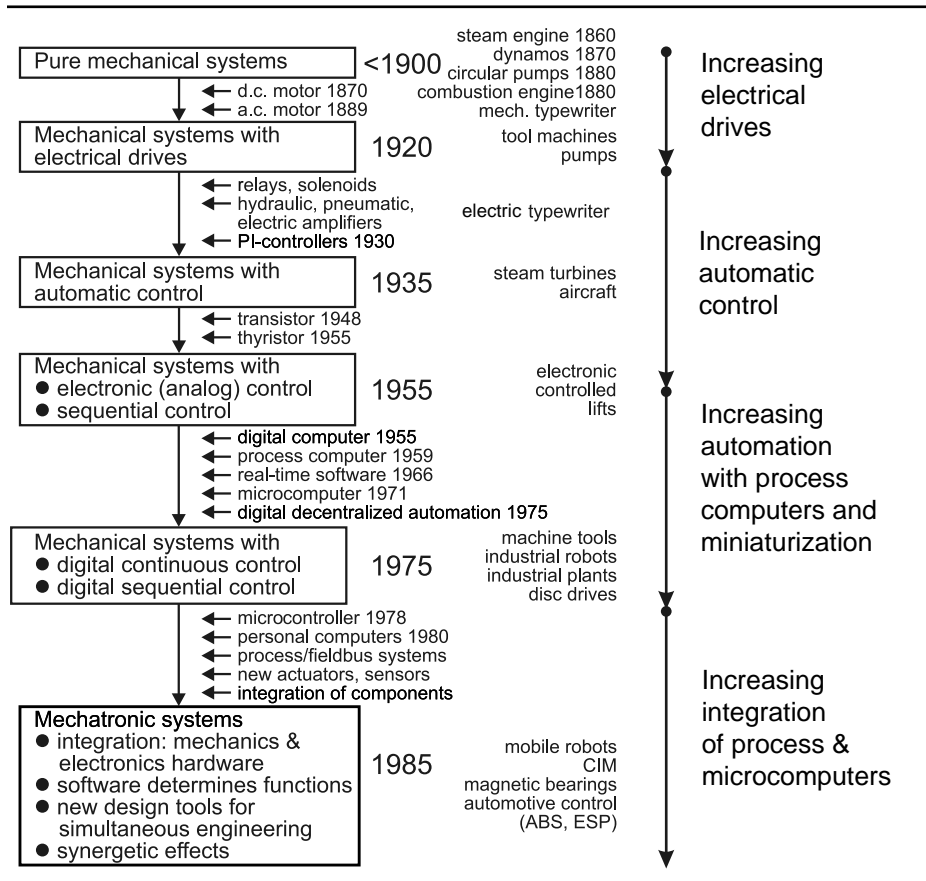 Pure mechanical systems
<1900
steam engine 1860
dynamos 1870
circular pumps 1880
combustion engine1880
mech. typewriter
d.c. motor 1870
a.c. motor 1889
Increasing
electrical
drives
Mechanical systems with
electrical drives
1920
tool machines
pumps
relays, solenoids
hydraulic, pneumatic,
electric amplifiers
PI-controllers 1930
electric typewriter
Increasing
automatic
control
Mechanical systems with
automatic control
1935
steam turbines
aircraft
transistor 1948
thyristor 1955
Mechanical systems with
● electronic (analog) control
● sequential control
1955
electronic
controlled
lifts
digital computer 1955
process computer 1959
real-time software 1966
microcomputer 1971
digital decentralized automation 1975
Increasing
automation
with process
computers and
miniaturization
Mechanical systems with
● digital continuous control
● digital sequential control
1975
machine tools
industrial robots
industrial plants
disc drives
microcontroller 1978
personal computers 1980
process/fieldbus systems
new actuators, sensors
integration of components
Increasing
integration
of process &
microcomputers
Mechatronic systems
● integration: mechanics &
electronics hardware
● software determines functions
● new design tools for
simultaneous engineering
● synergetic effects
1985
mobile robots
CIM
magnetic bearings
automotive control
(ABS, ESP)